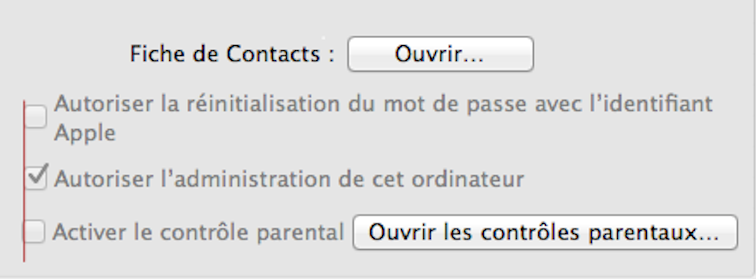 Fiche de Contacts : Ouvrir...
Autoriser la réinitialisation du mot de passe avec l'identifiant
Apple
Autoriser l'administration de cet ordinateur
Activer le contrôle parental Ouvrir les contrôles parentaux...